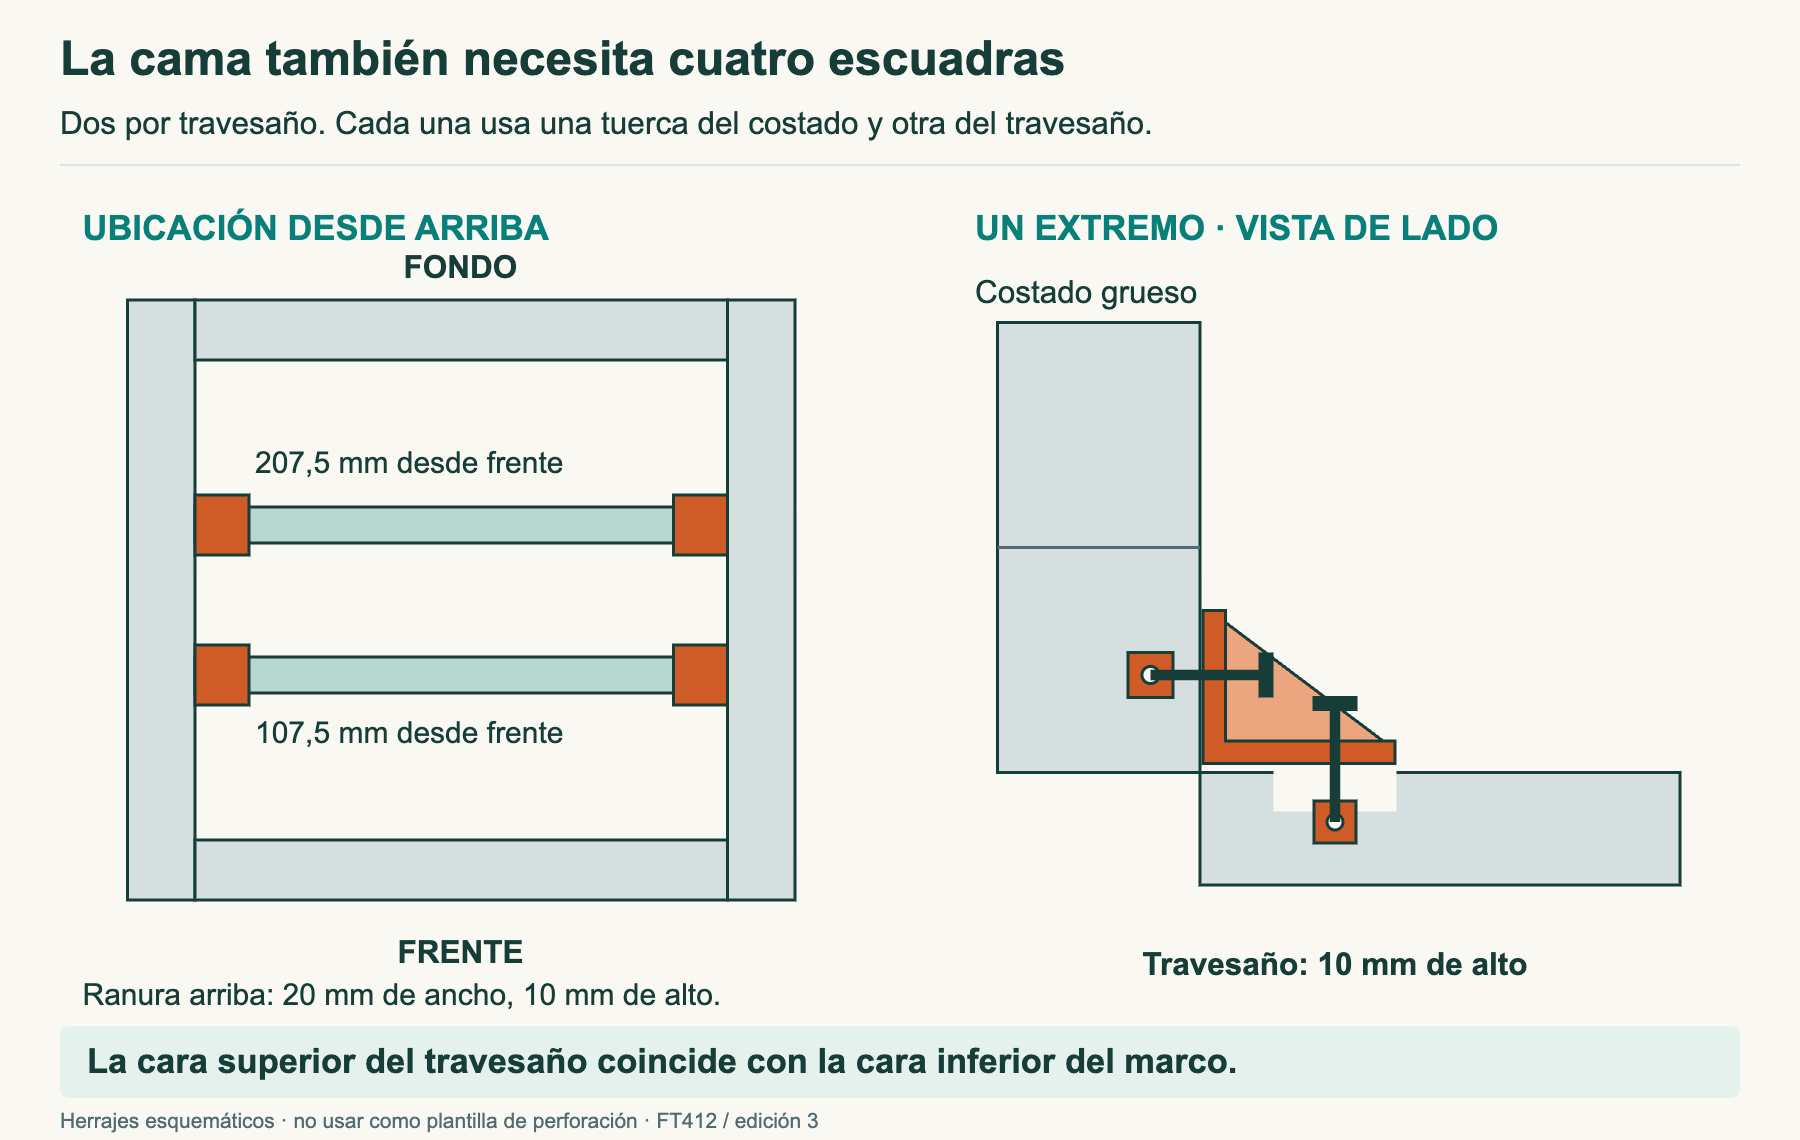 La cama también necesita cuatro escuadras
Dos por travesaño. Cada una usa una tuerca del costado y otra del travesaño.
UBICACIÓN DESDE ARRIBA
FONDO
207,5 mm desde frente
107,5 mm desde frente
FRENTE
Ranura arriba: 20 mm de ancho, 10 mm de alto.
UN EXTREMO · VISTA DE LADO
Costado grueso
Travesaño: 10 mm de alto
La cara superior del travesaño coincide con la cara inferior del marco.
Herrajes esquemáticos · no usar como plantilla de perforación · FT412 / edición 3